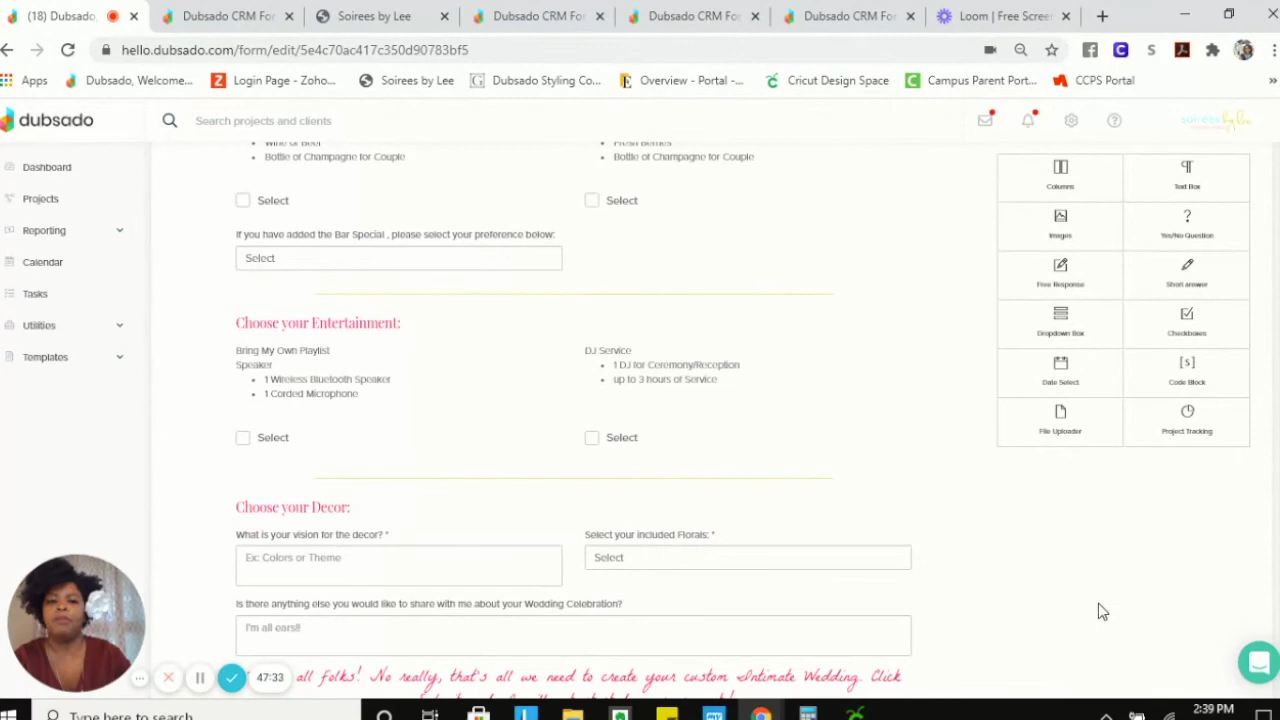 (18) Dubsado
Dubsado CRM For
Soirees by Lee
Dubsado CRM For
Dubsado CRM For
Dubsado CRM For
Loom | Free Screen
hello.dubsado.com/form/edit/5e4c70ac417c350d90783bf5
Apps
Dubsado, Welcome...
Login Page - Zoho...
Soirees by Lee
Dubsado Styling Co...
Overview - Portal -...
Cricut Design Space
Campus Parent Port...
CCPS Portal
dubsado
Search projects and clients
soirées by lee
Dashboard
Projects
Reporting
Calendar
Tasks
Utilities
Templates
Wine or Beer
Bottle of Champagne for Couple
Fresh Berries
Bottle of Champagne for Couple
Select
Select
If you have added the Bar Special , please select your preference below:
Select
Choose your Entertainment:
Bring My Own Playlist
Speaker
1 Wireless Bluetooth Speaker
1 Corded Microphone
DJ Service
1 DJ for Ceremony/Reception
up to 3 hours of Service
Select
Select
Choose your Decor:
What is your vision for the decor? *
Ex: Colors or Theme
Select your included Florals: *
Select
Is there anything else you would like to share with me about your Wedding Celebration?
I'm all ears!!
all folks! No really, that's all we need to create your custom Intimate Wedding. Click
Columns
Text Box
Images
Yes/No Question
Free Response
Short answer
Dropdown Box
Checkboxes
Date Select
Code Block
File Uploader
Project Tracking
47:33
Type here to search
2:39 PM